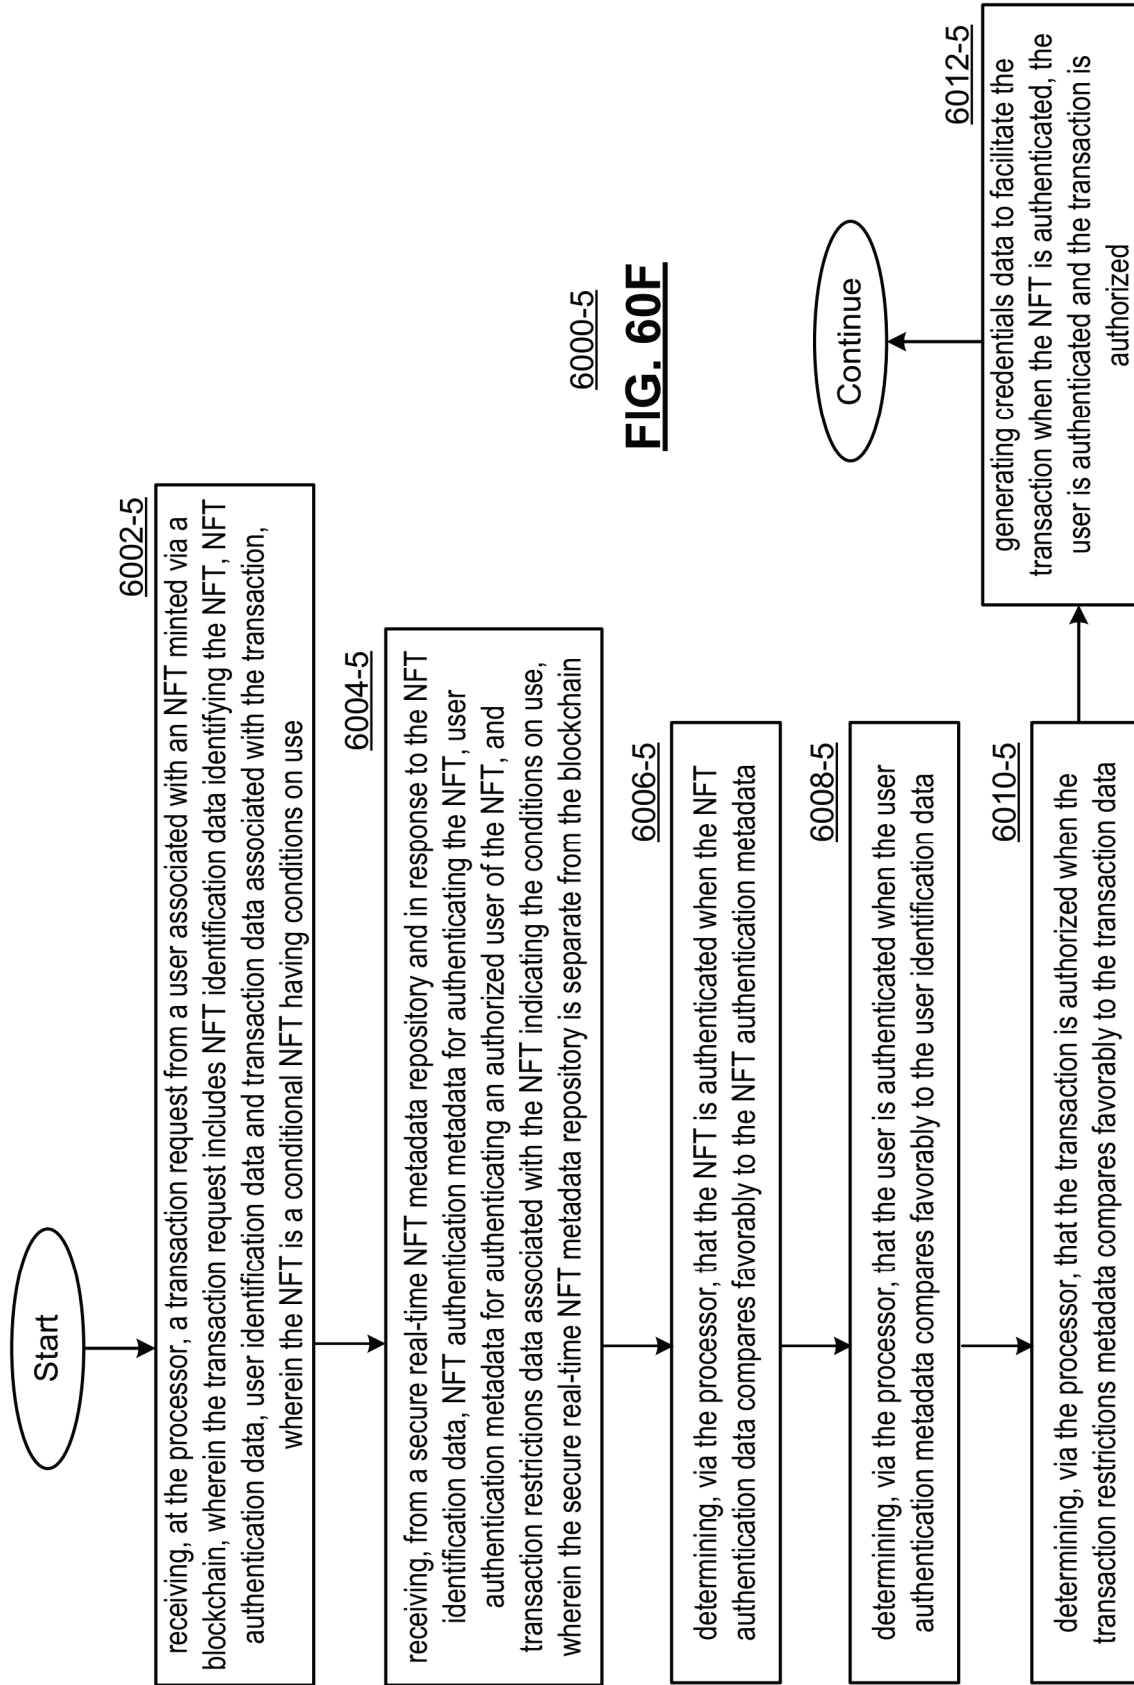 Start
6002-5
receiving, at the processor, a transaction request from a user associated with an NFT minted via a
blockchain, wherein the transaction request includes NFT identification data identifying the NFT, NFT
authentication data, user identification data and transaction data associated with the transaction,
wherein the NFT is a conditional NFT having conditions on use
6004-5
receiving, from a secure real-time NFT metadata repository and in response to the NFT
identification data, NFT authentication metadata for authenticating the NFT, user
authentication metadata for authenticating an authorized user of the NFT, and
transaction restrictions data associated with the NFT indicating the conditions on use,
wherein the secure real-time NFT metadata repository is separate from the blockchain
6006-5
determining, via the processor, that the NFT is authenticated when the NFT
authentication data compares favorably to the NFT authentication metadata
6008-5
determining, via the processor, that the user is authenticated when the user
authentication metadata compares favorably to the user identification data
6010-5
determining, via the processor, that the transaction is authorized when the
transaction restrictions metadata compares favorably to the transaction data
6012-5
generating credentials data to facilitate the
transaction when the NFT is authenticated, the
user is authenticated and the transaction is
authorized
Continue
6000-5
FIG. 60F